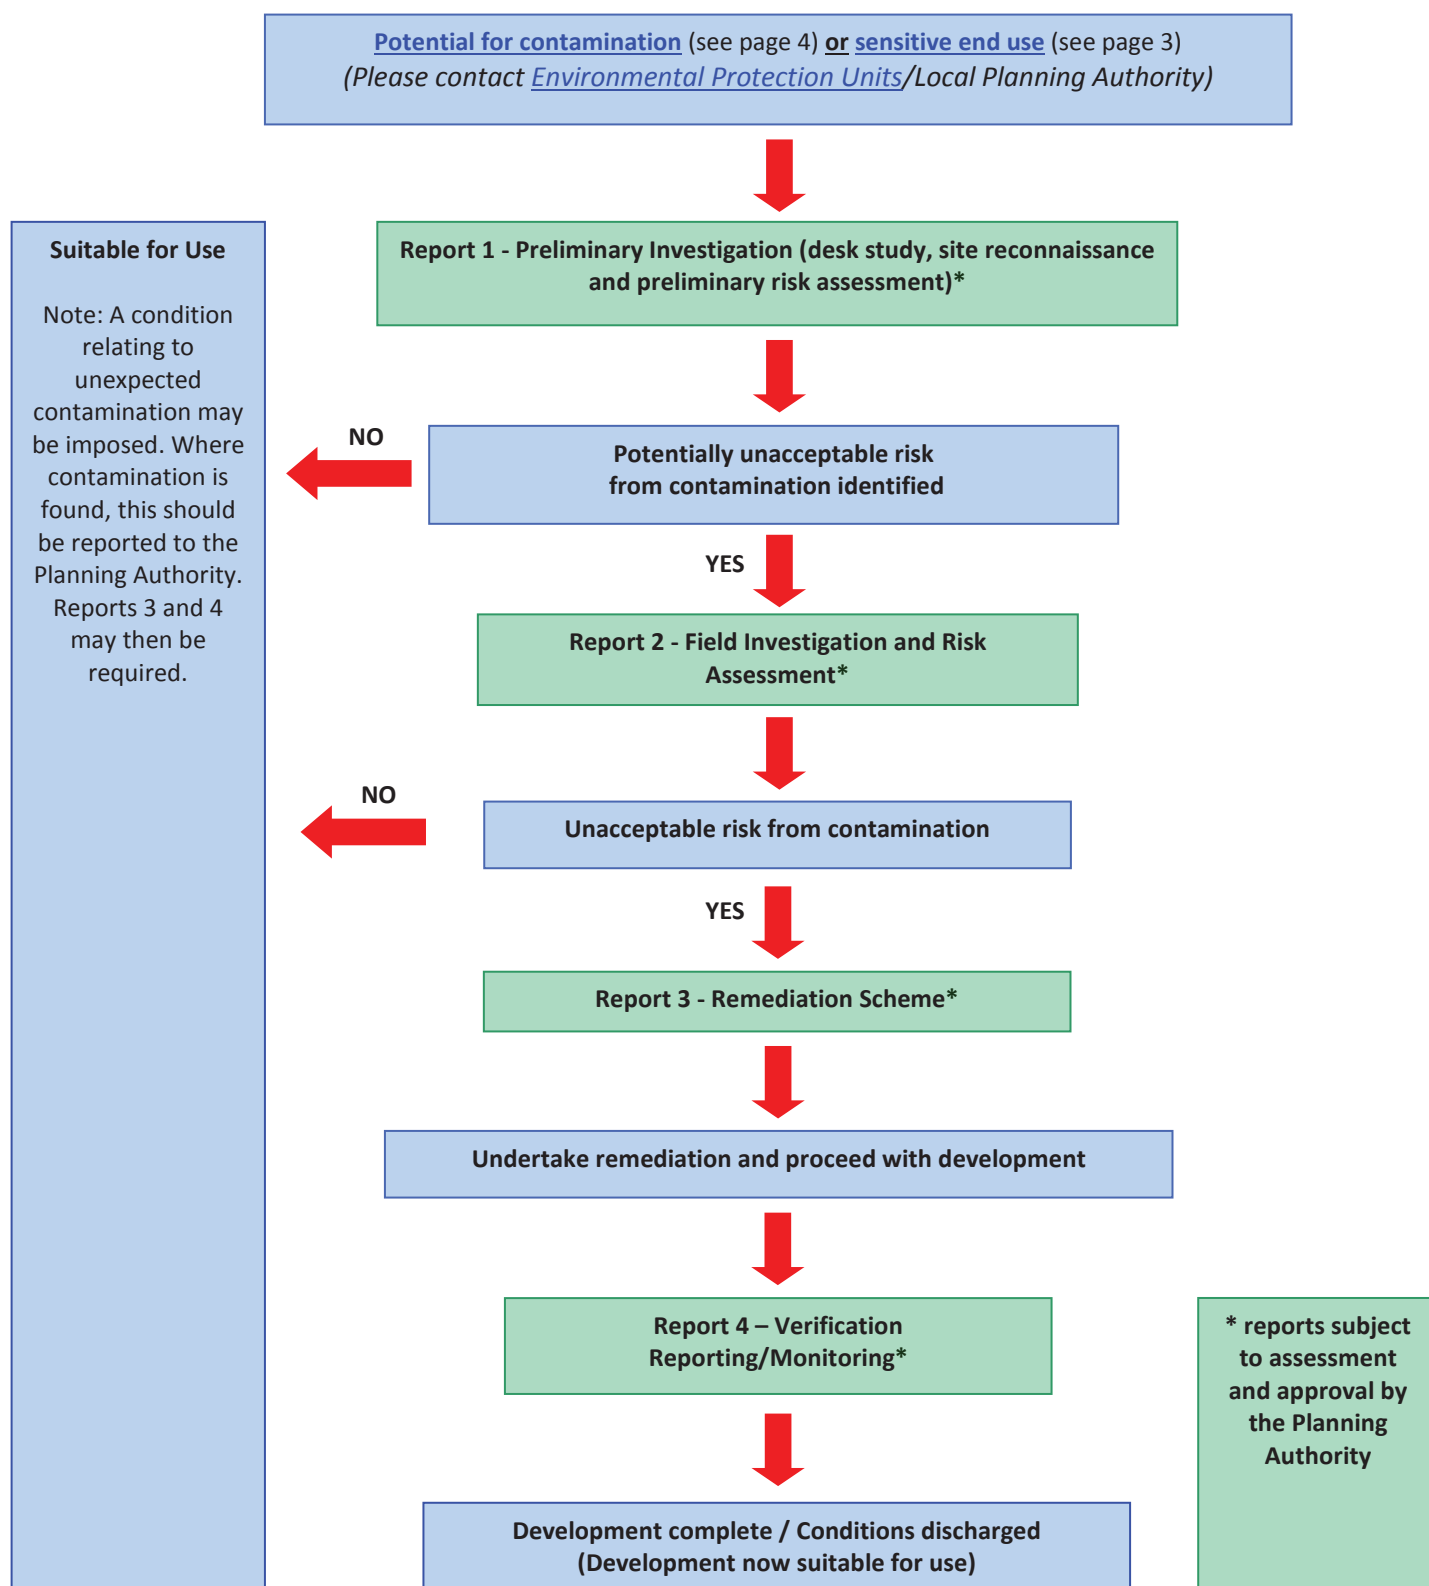 Potential for contamination (see page 4) or sensitive end use (see page 3)
(Please contact Environmental Protection Units/Local Planning Authority)
Suitable for Use
Note: A condition
relating to
unexpected
contamination may
be imposed. Where
contamination is
found, this should
be reported to the
Planning Authority.
Reports 3 and 4
may then be
required.
Report 1 - Preliminary Investigation (desk study, site reconnaissance
and preliminary risk assessment)*
NO
Potentially unacceptable risk
from contamination identified
YES
Report 2 - Field Investigation and Risk
Assessment*
NO
Unacceptable risk from contamination
YES
Report 3 - Remediation Scheme*
Undertake remediation and proceed with development
Report 4 – Verification
Reporting/Monitoring*
* reports subject
to assessment
and approval by
the Planning
Authority
Development complete / Conditions discharged
(Development now suitable for use)